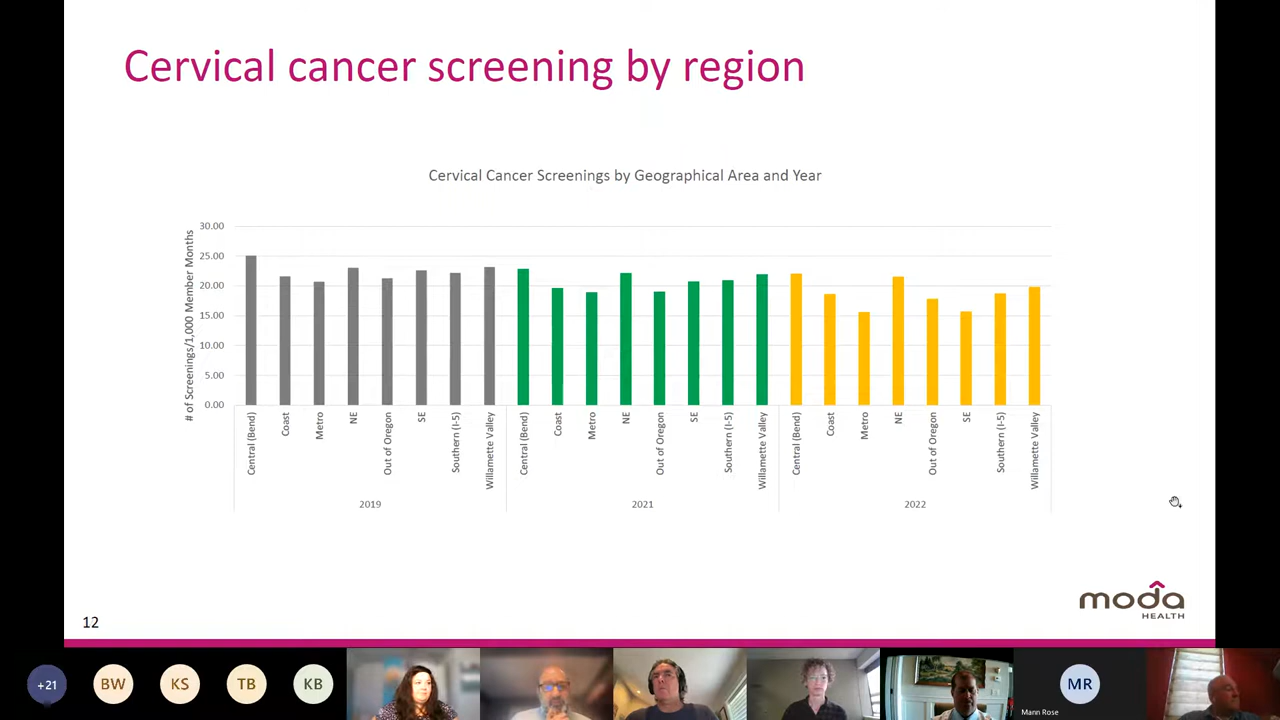 Cervical cancer screening by region
Cervical Cancer Screenings by Geographical Area and Year
# of Screenings/1,000 Member Months
30.00
25.00
20.00
15.00
10.00
5.00
0.00
Central (Bend)
Coast
Metro
NE
Out of Oregon
SE
Southern (I-5)
Willamette Valley
Central (Bend)
Coast
Metro
NE
Out of Oregon
SE
Southern (I-5)
Willamette Valley
Central (Bend)
Coast
Metro
NE
Out of Oregon
SE
Southern (I-5)
Willamette Valley
2019
2021
2022
moda
HEALTH
12
+21
BW
KS
TB
KB
MR
Mann Rose